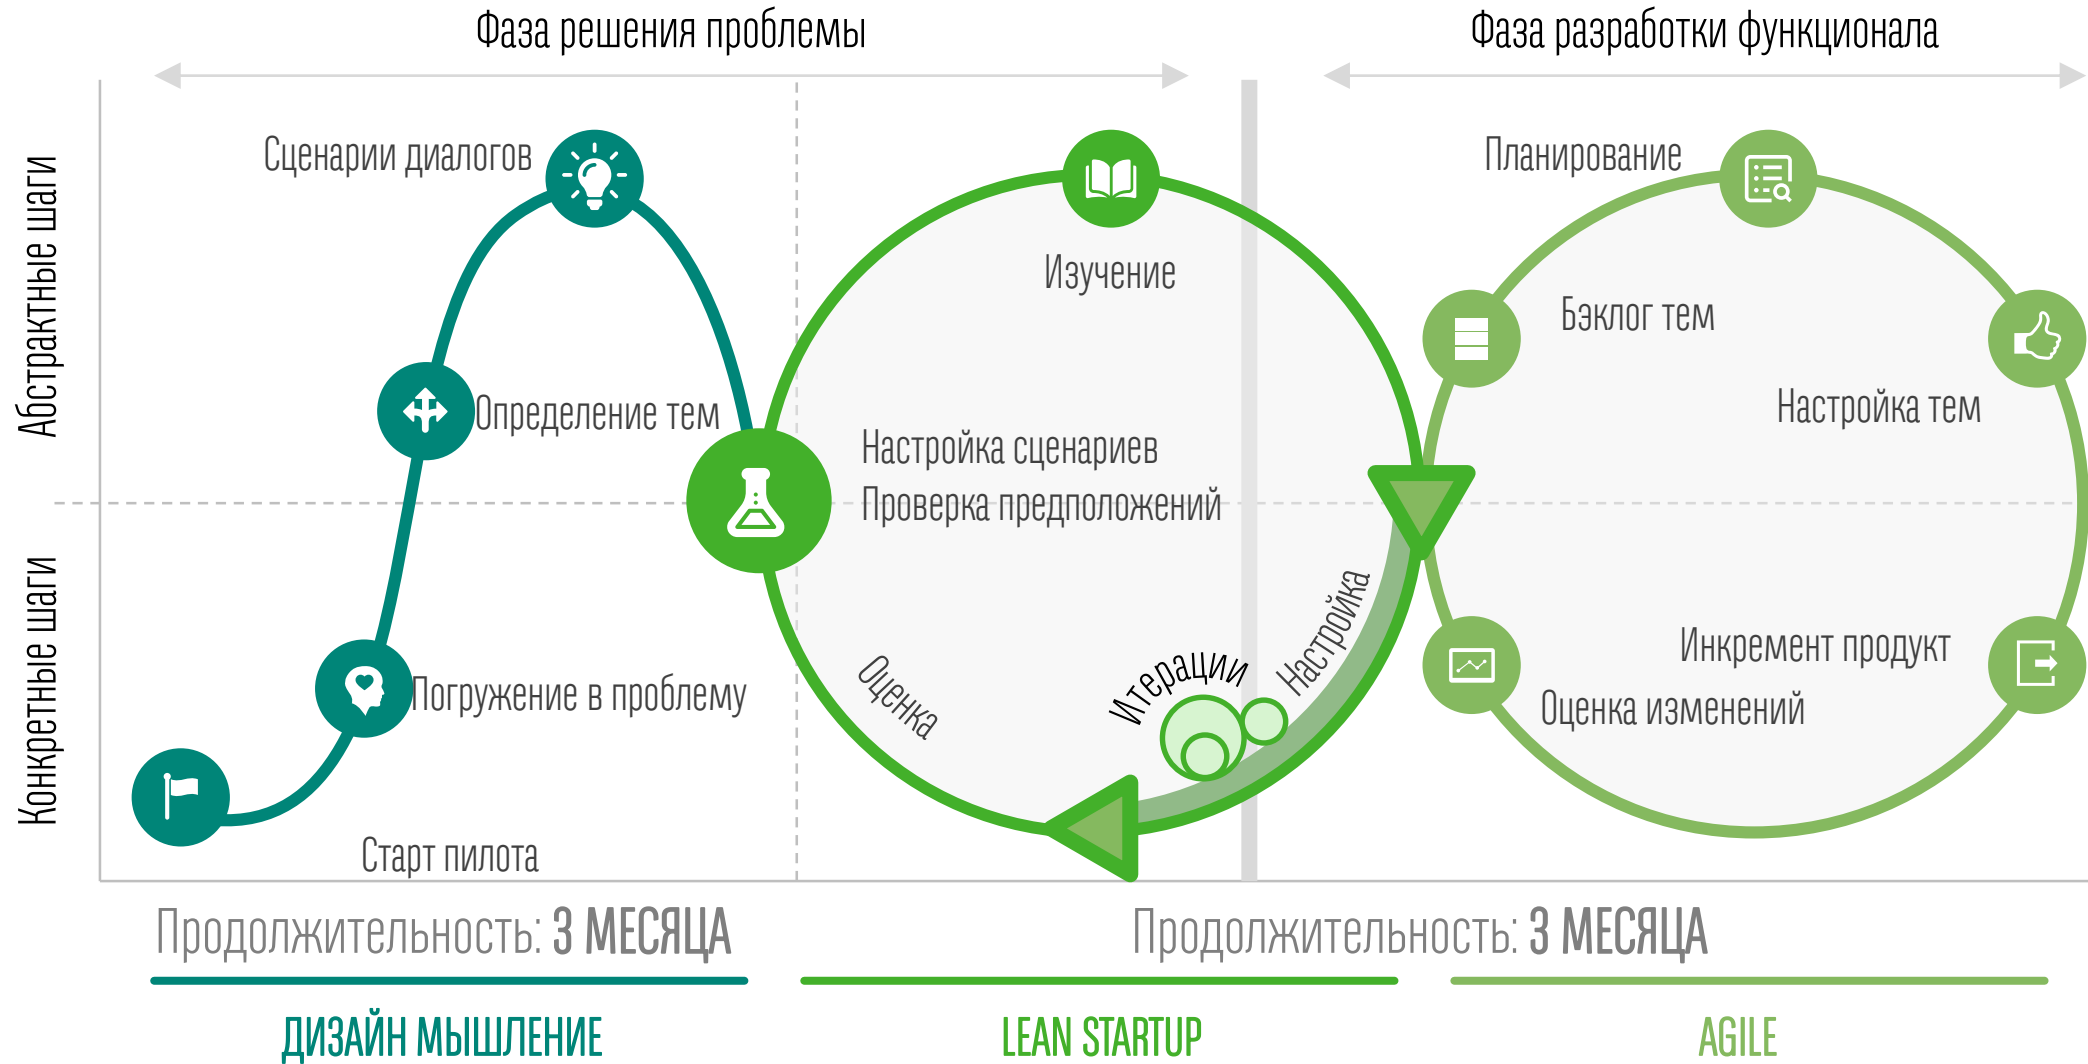 Фаза решения проблемы
Фаза разработки функционала
Абстрактные шаги
Конкретные шаги
Сценарии диалогов
Определение тем
Погружение в проблему
Старт пилота
Изучение
Настройка сценариев
Проверка предположений
Оценка
Итерации
Настройка
Планирование
Бэклог тем
Настройка тем
Инкремент продукт
Оценка изменений
Продолжительность: 3 МЕСЯЦА
Продолжительность: 3 МЕСЯЦА
ДИЗАЙН МЫШЛЕНИЕ
LEAN STARTUP
AGILE